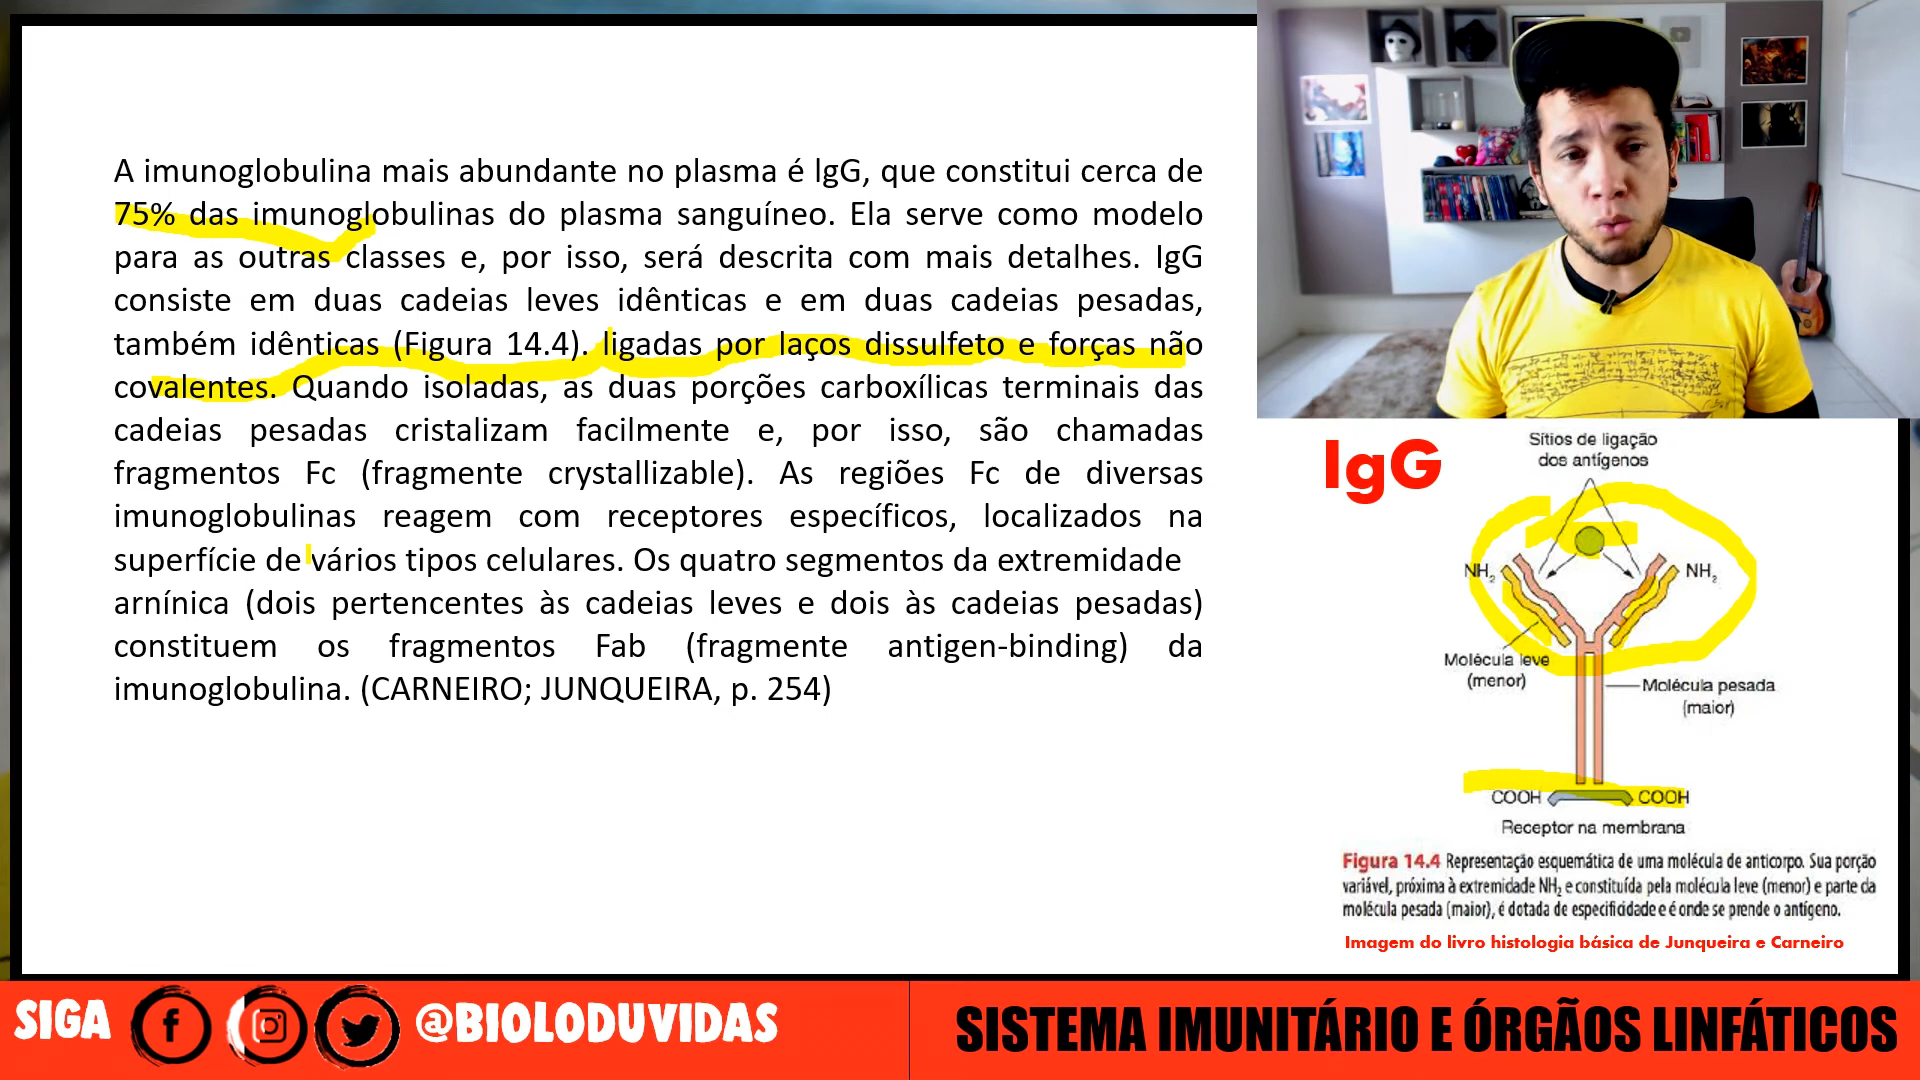 A imunoglobulina mais abundante no plasma é lgG, que constitui cerca de
75% das imunoglobulinas do plasma sanguíneo. Ela serve como modelo
para as outras classes e, por isso, será descrita com mais detalhes. IgG
consiste em duas cadeias leves idênticas e em duas cadeias pesadas,
também idênticas (Figura 14.4). ligadas por laços dissulfeto e forças não
covalentes. Quando isoladas, as duas porções carboxílicas terminais das
cadeias pesadas cristalizam facilmente e, por isso, são chamadas
fragmentos Fc (fragmente crystallizable). As regiões Fc de diversas
imunoglobulinas reagem com receptores específicos, localizados na
superfície de vários tipos celulares. Os quatro segmentos da extremidade
arnínica (dois pertencentes às cadeias leves e dois às cadeias pesadas)
constituem os fragmentos Fab (fragmente antigen-binding) da
imunoglobulina. (CARNEIRO; JUNQUEIRA, p. 254)
IgG
Sítios de ligação
dos antígenos
NH2
NH2
Molécula leve
(menor)
Molécula pesada
(maior)
COOH
COOH
Receptor na membrana
Figura 14.4 Representação esquemática de uma molécula de anticorpo. Sua porção
variável, próxima à extremidade NH2 e constituída pela molécula leve (menor) e parte da
molécula pesada (maior), é dotada de especificidade e é onde se prende o antígeno.
Imagem do livro histologia básica de Junqueira e Carneiro
SIGA
@BIOLODUVIDAS
SISTEMA IMUNITÁRIO E ÓRGÃOS LINFÁTICOS